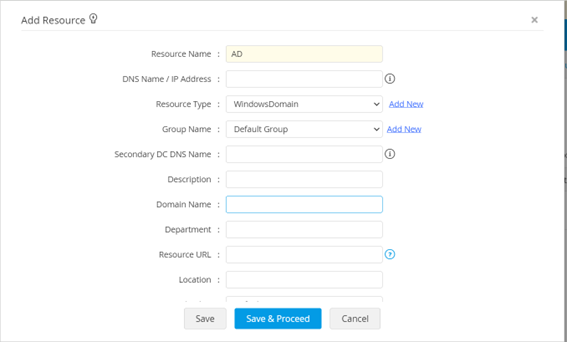 Add Resource
Resource Name : AD
DNS Name / IP Address :
Resource Type : WindowsDomain Add New
Group Name : Default Group Add New
Secondary DC DNS Name :
Description :
Domain Name :
Department :
Resource URL : ?
Location :
Save Save & Proceed Cancel